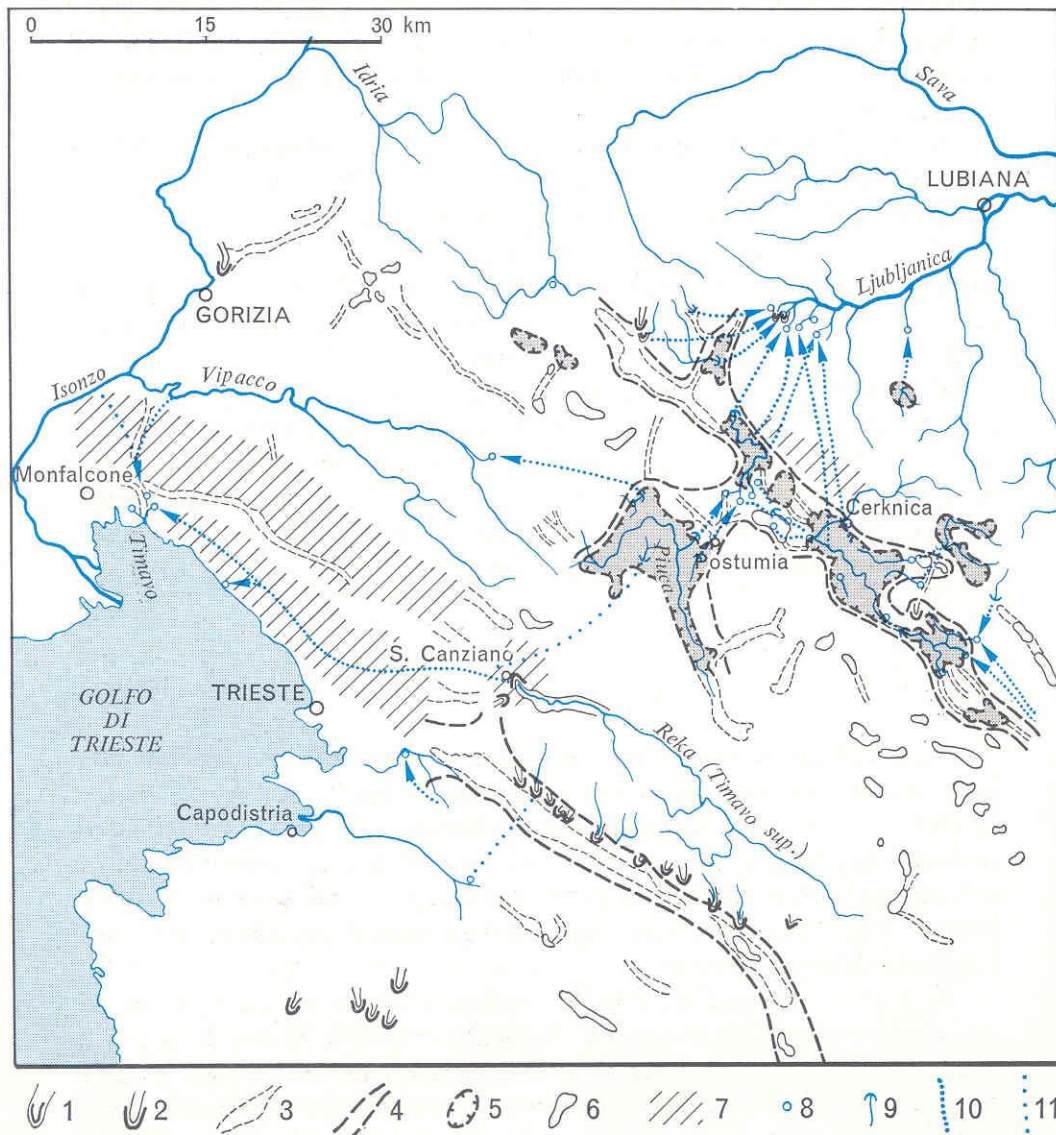 0 15 30 km
Idria
Sava
LUBIANA
Ljubljanica
GORIZIA
Isonzo
Vipacco
Monfalcone
Cerknica
Timavo
Piuca
Postumia
S. Canziano
GOLFO
DI
TRIESTE
TRIESTE
Reka (Timavo sup.)
Capodistria
1 2 3 4 5 6 7 8 9 10 11